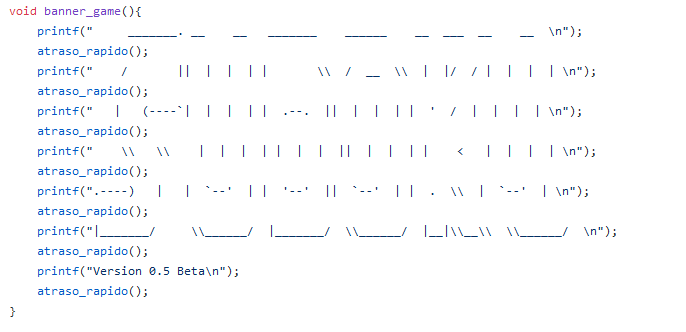 void banner_game(){
    printf("     _______. __    __   _______    ______    __  ___  __    __  \n");
    atraso_rapido();
    printf("    /       ||  |  |  | |       \\  /  __  \\  |  |/  / |  |  |  | \n");
    atraso_rapido();
    printf("   |   (----`|  |  |  | |  .--.  ||  |  |  | |  '  /  |  |  |  | \n");
    atraso_rapido();
    printf("    \\   \\    |  |  |  | |  |  |  ||  |  |  | |    <   |  |  |  | \n");
    atraso_rapido();
    printf(".----)   |   |  `--'  | |  '--'  ||  `--'  | |  .  \\  |  `--'  | \n");
    atraso_rapido();
    printf("|_______/     \\______/  |_______/  \\______/  |__|\\__\\  \\______/  \n");
    atraso_rapido();
    printf("Version 0.5 Beta\n");
    atraso_rapido();
}